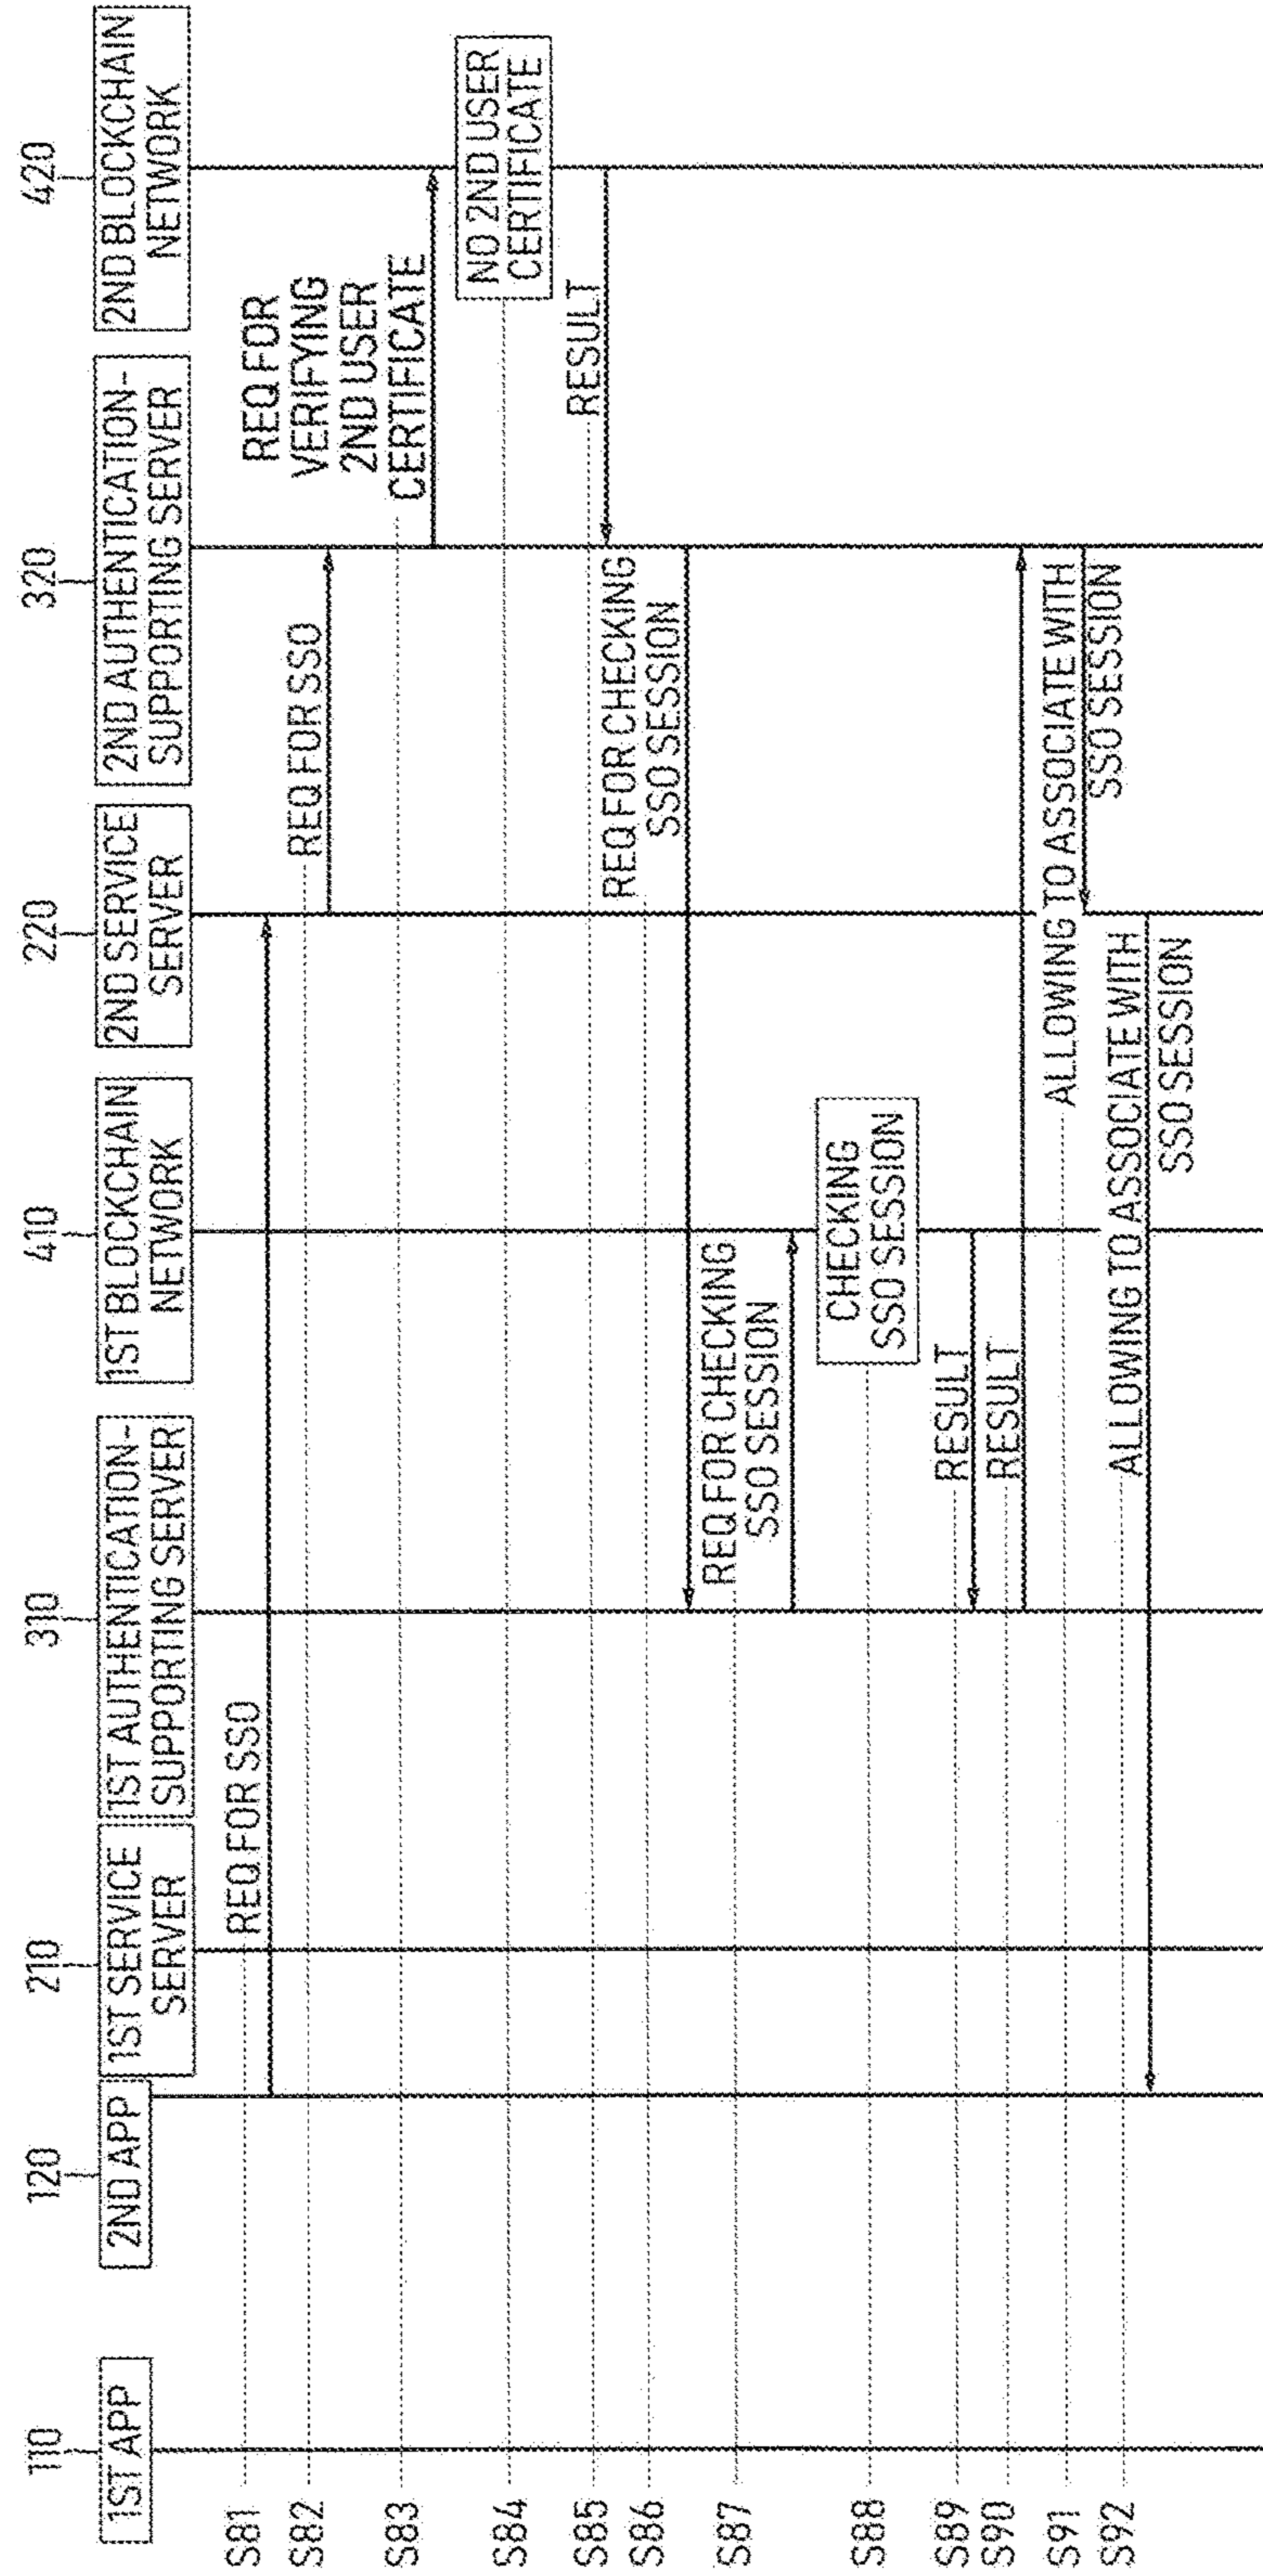 110
120
210
310
410
220
320
420
1ST APP
2ND APP
1ST SERVICE
SERVER
1ST AUTHENTICATION-
SUPPORTING SERVER
1ST BLOCKCHAIN
NETWORK
2ND SERVICE
SERVER
2ND AUTHENTICATION-
SUPPORTING SERVER
2ND BLOCKCHAIN
NETWORK
S81
REQ FOR SSO
S82
REQ FOR SSO
S83
REQ FOR
VERIFYING
2ND USER
CERTIFICATE
S84
NO 2ND USER
CERTIFICATE
S85
RESULT
S86
REQ FOR CHECKING
SSO SESSION
S87
REQ FOR CHECKING
SSO SESSION
S88
CHECKING
SSO SESSION
S89
RESULT
S90
RESULT
S91
ALLOWING TO ASSOCIATE WITH
SSO SESSION
S92
ALLOWING TO ASSOCIATE WITH
SSO SESSION